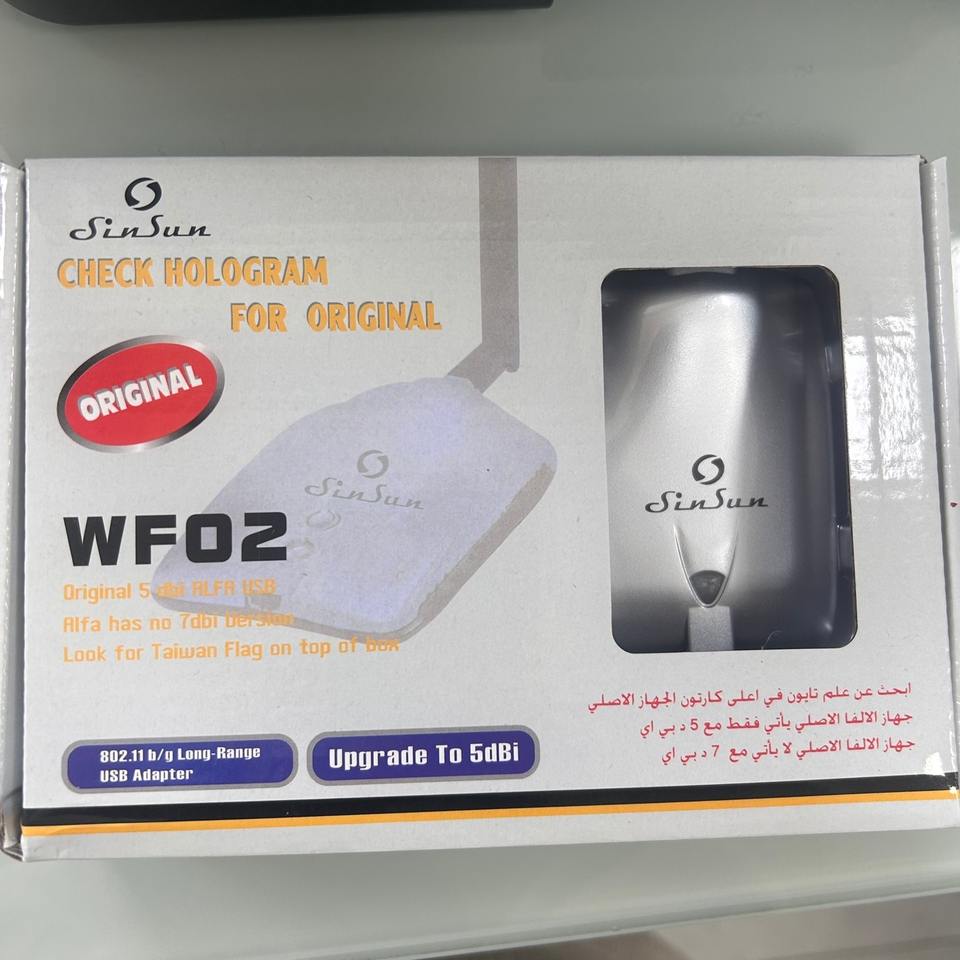 SinSun
CHECK HOLOGRAM
FOR ORIGINAL
ORIGINAL
SinSun
SinSun
WF02
Original 5 dbi ALFA USB
Alfa has no 7dbi Version
Look for Taiwan Flag on top of box
ابحث عن علم تايون في اعلى كارتون الجهاز الاصلي
جهاز الالفا الاصلي يأتي فقط مع 5 د بي اي
جهاز الالفا الاصلي لا يأتي مع 7 د بي اي
802.11 b/g Long-Range
USB Adapter
Upgrade To 5dBi